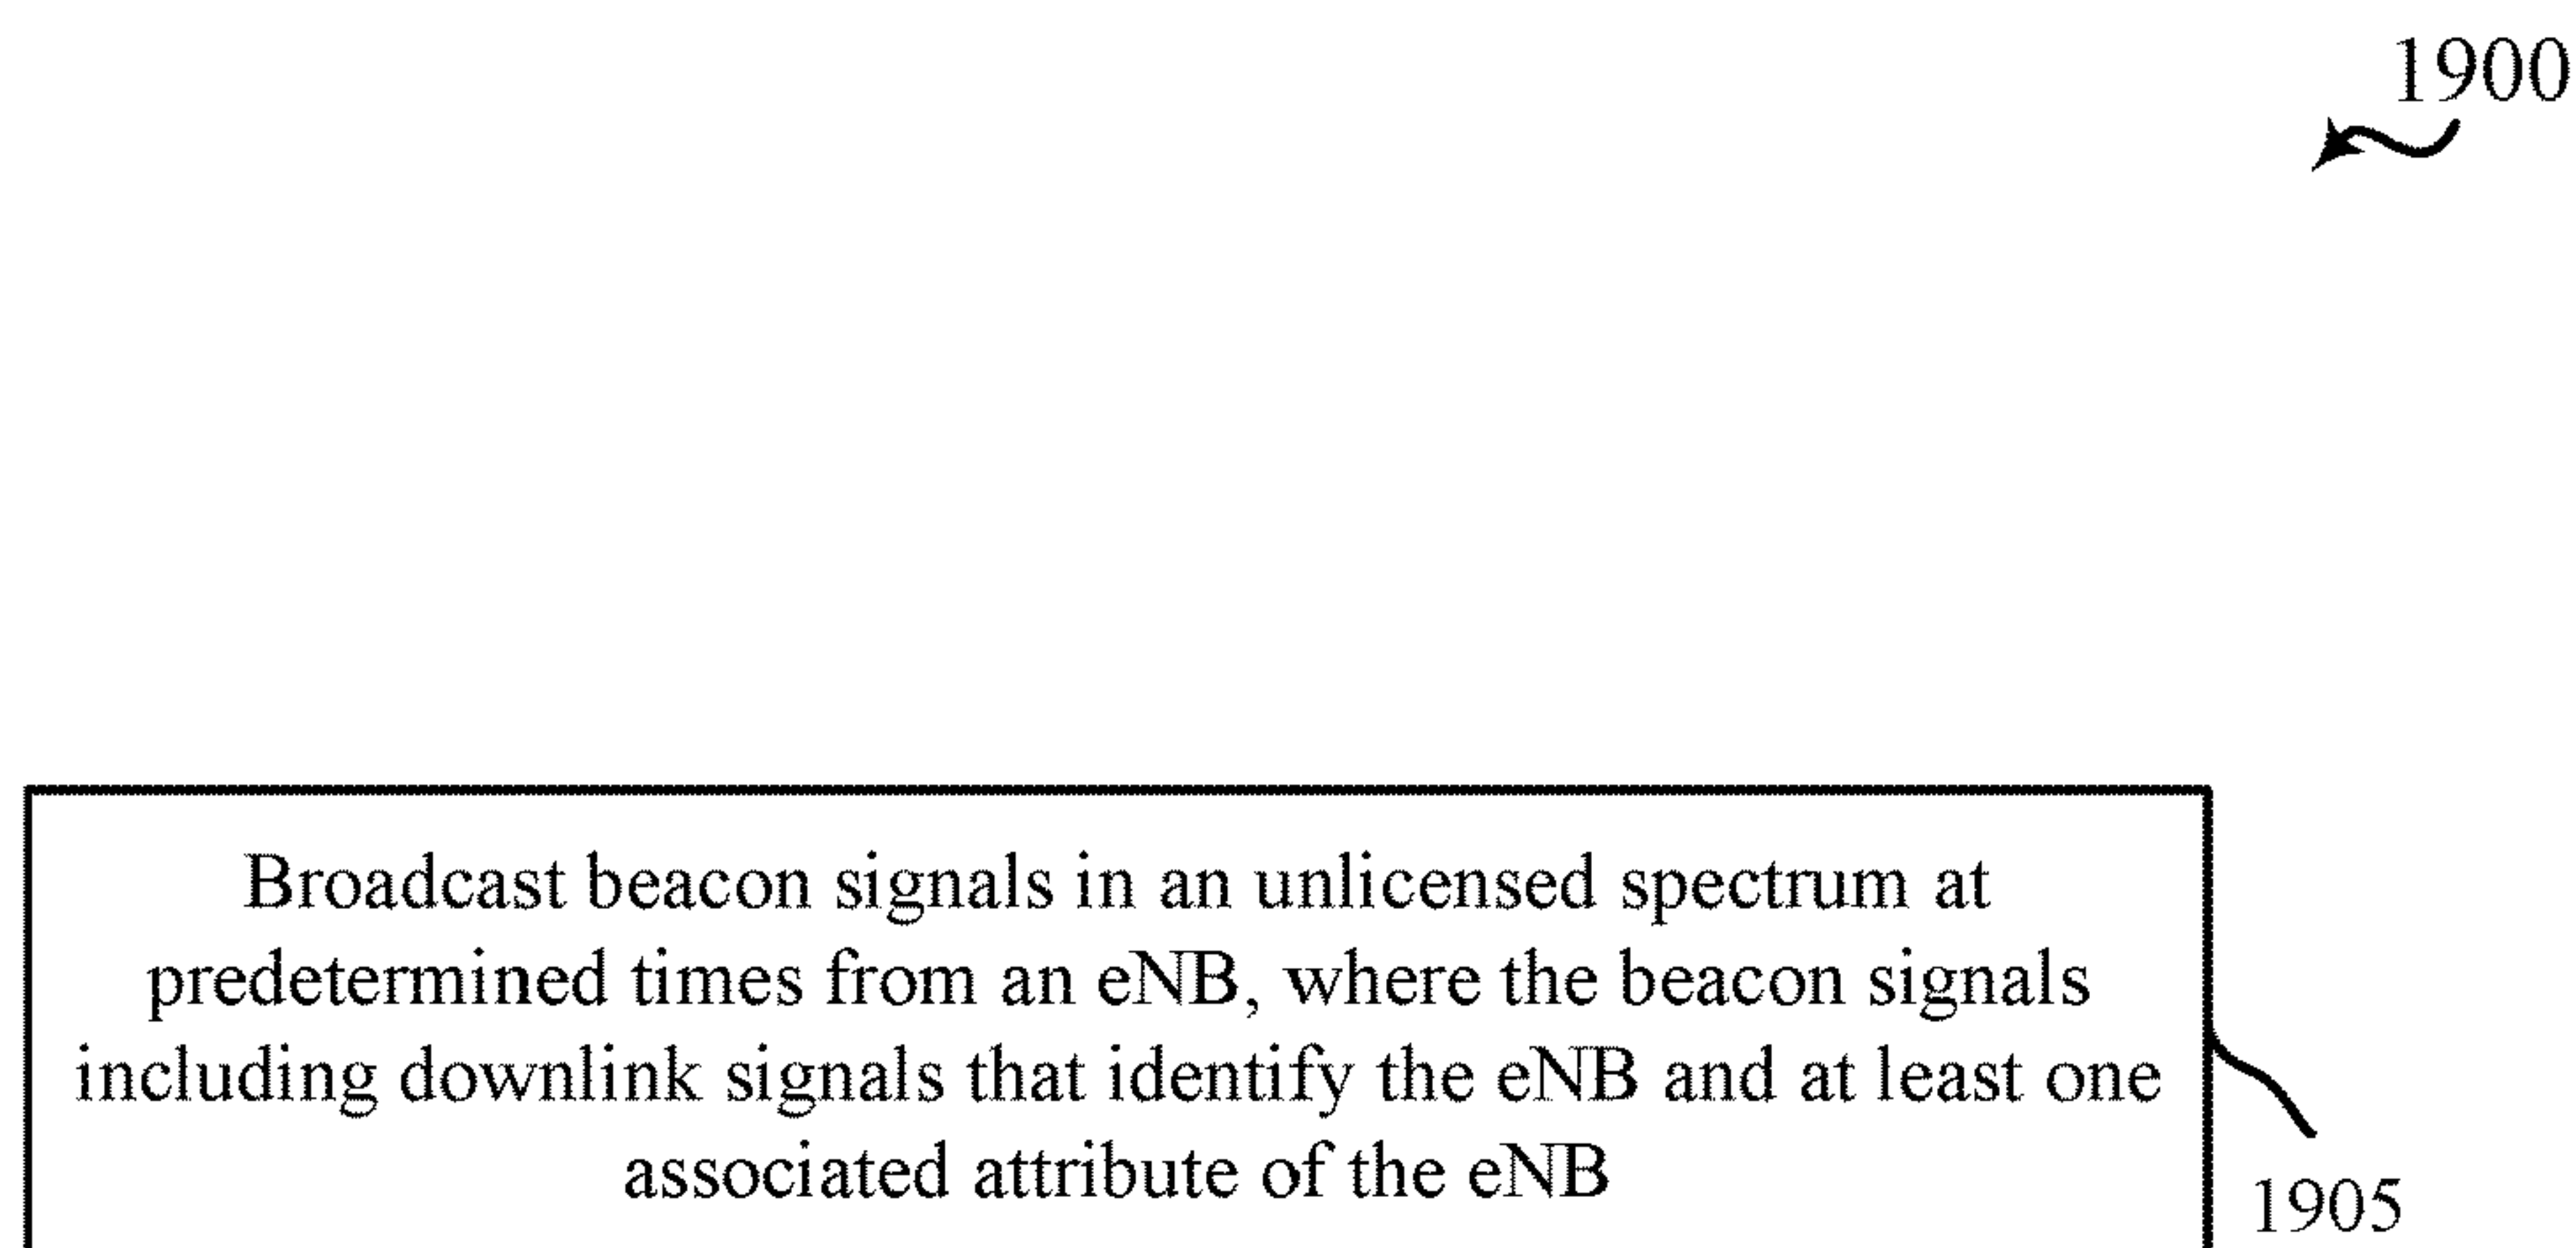 1900
Broadcast beacon signals in an unlicensed spectrum at
predetermined times from an eNB, where the beacon signals
including downlink signals that identify the eNB and at least one
associated attribute of the eNB
1905